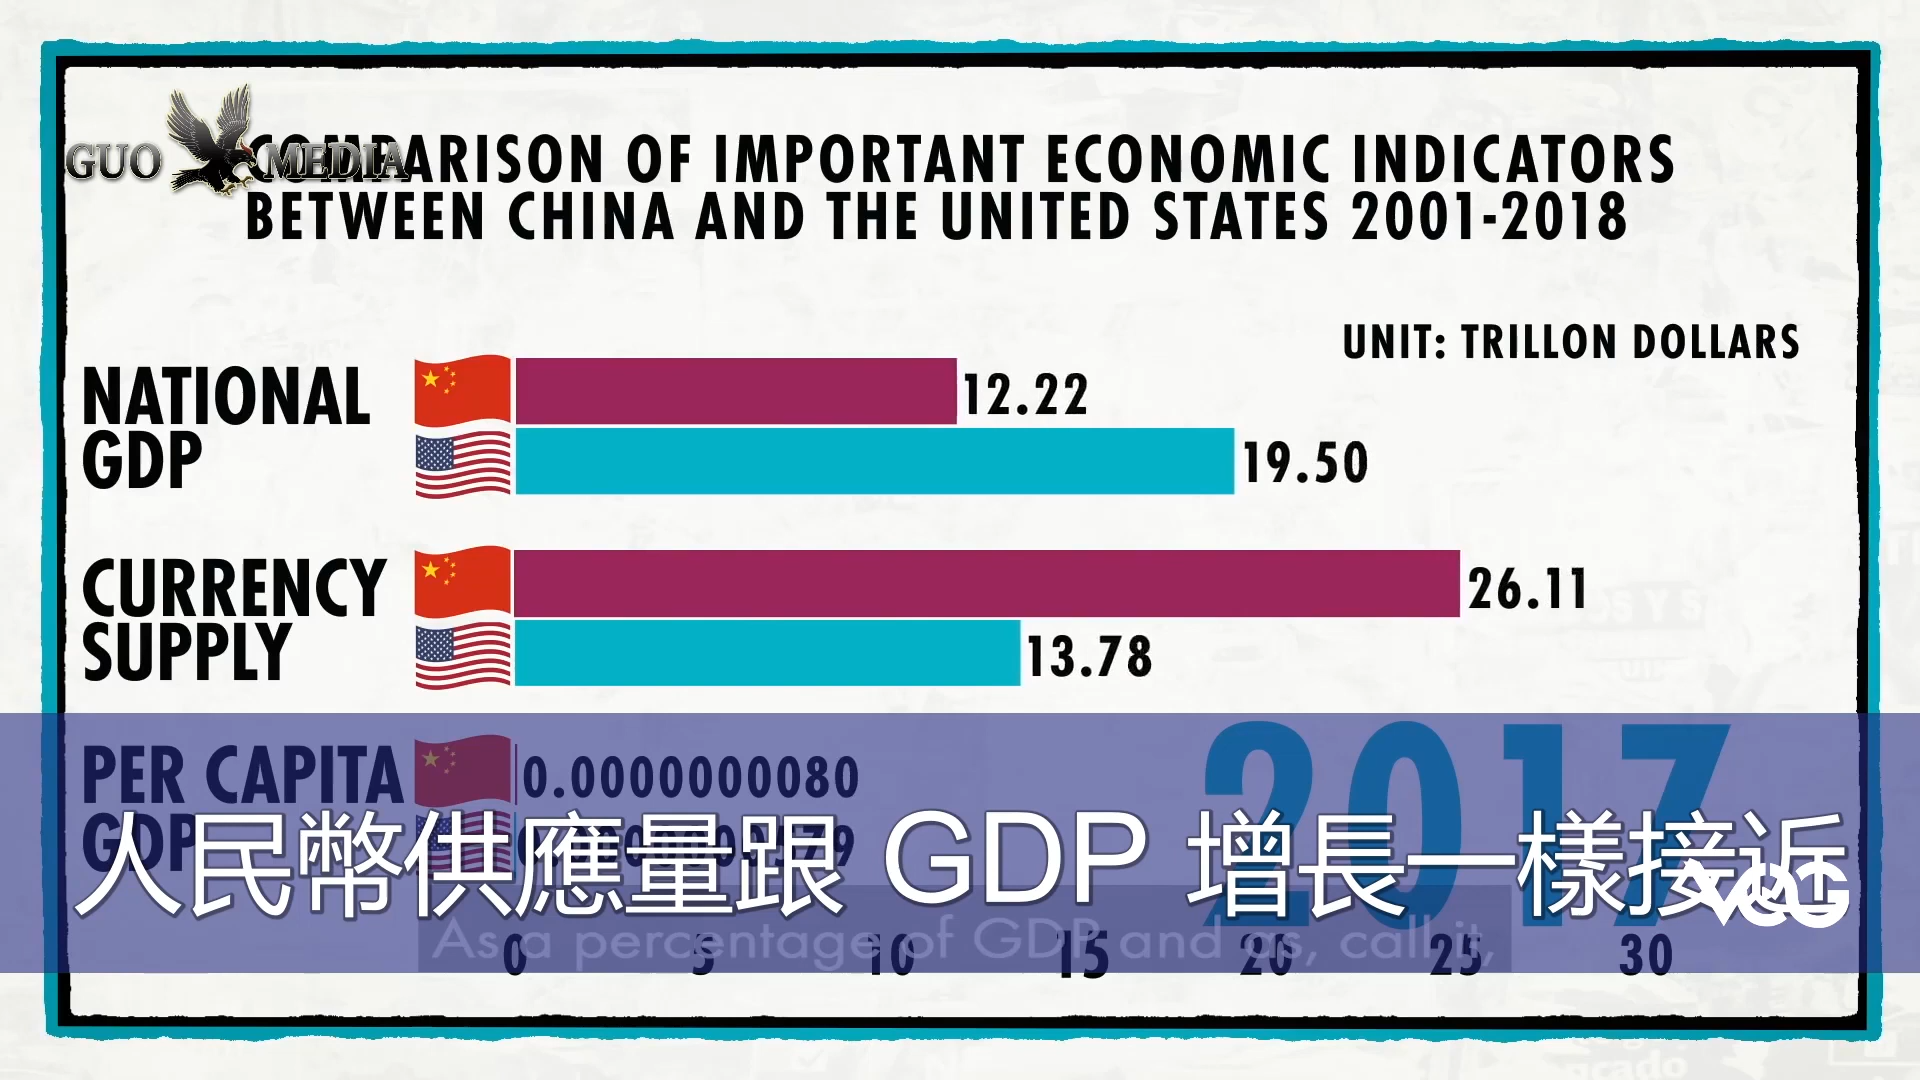 GUO MEDIA
COMPARISON OF IMPORTANT ECONOMIC INDICATORS
BETWEEN CHINA AND THE UNITED STATES 2001-2018
UNIT: TRILLON DOLLARS
NATIONAL
GDP
12.22
19.50
CURRENCY
SUPPLY
26.11
13.78
PER CAPITA
GDP
0.0000000080
2017
人民幣供應量跟 GDP 增長一樣接近
As a percentage of GDP and as, call it,
0 5 10 15 20 25 30